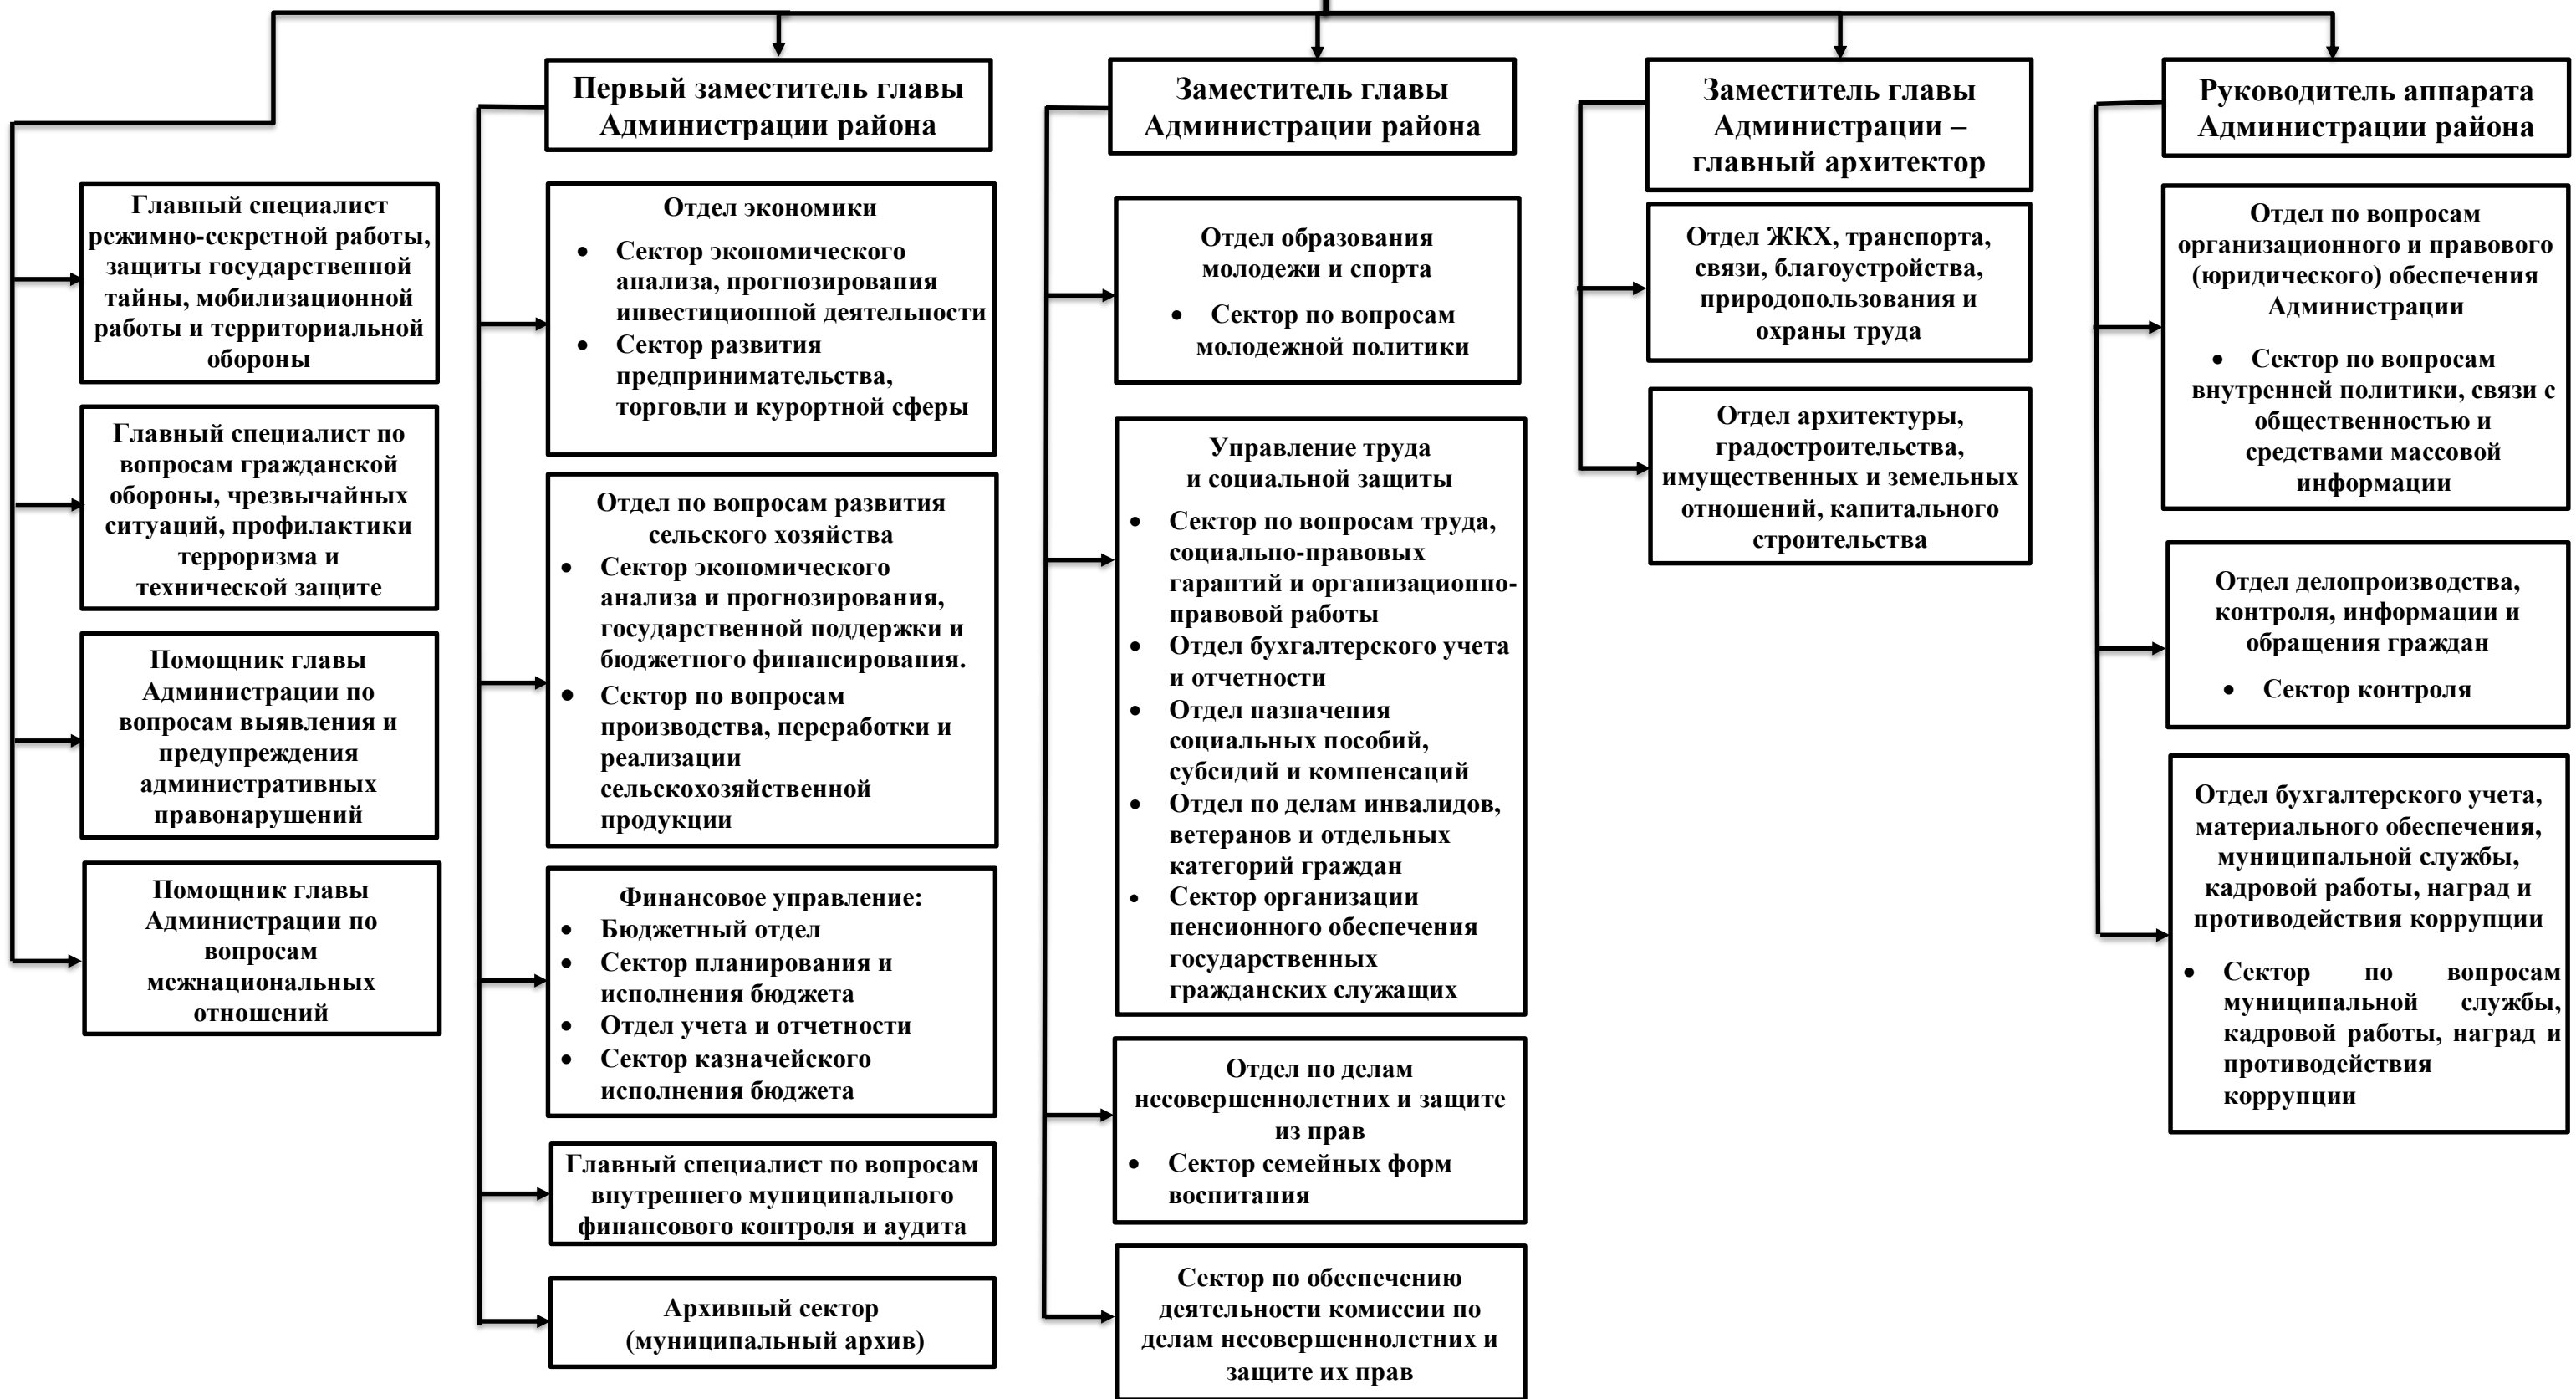 Главный специалист
режимно-секретной работы,
защиты государственной
тайны, мобилизационной
работы и территориальной
обороны
Главный специалист по
вопросам гражданской
обороны, чрезвычайных
ситуаций, профилактики
терроризма и
технической защите
Помощник главы
Администрации по
вопросам выявления и
предупреждения
административных
правонарушений
Помощник главы
Администрации по
вопросам
межнациональных
отношений
Первый заместитель главы
Администрации района
Отдел экономики
• Сектор экономического
анализа, прогнозирования
инвестиционной деятельности
• Сектор развития
предпринимательства,
торговли и курортной сферы
Отдел по вопросам развития
сельского хозяйства
• Сектор экономического
анализа и прогнозирования,
государственной поддержки и
бюджетного финансирования.
• Сектор по вопросам
производства, переработки и
реализации
сельскохозяйственной
продукции
Финансовое управление:
• Бюджетный отдел
• Сектор планирования и
исполнения бюджета
• Отдел учета и отчетности
• Сектор казначейского
исполнения бюджета
Главный специалист по вопросам
внутреннего муниципального
финансового контроля и аудита
Архивный сектор
(муниципальный архив)
Заместитель главы
Администрации района
Отдел образования
молодежи и спорта
• Сектор по вопросам
молодежной политики
Управление труда
и социальной защиты
• Сектор по вопросам труда,
социально-правовых
гарантий и организационно-
правовой работы
• Отдел бухгалтерского учета
и отчетности
• Отдел назначения
социальных пособий,
субсидий и компенсаций
• Отдел по делам инвалидов,
ветеранов и отдельных
категорий граждан
• Сектор организации
пенсионного обеспечения
государственных
гражданских служащих
Отдел по делам
несовершеннолетних и защите
из прав
• Сектор семейных форм
воспитания
Сектор по обеспечению
деятельности комиссии по
делам несовершеннолетних и
защите их прав
Заместитель главы
Администрации –
главный архитектор
Отдел ЖКХ, транспорта,
связи, благоустройства,
природопользования и
охраны труда
Отдел архитектуры,
градостроительства,
имущественных и земельных
отношений, капитального
строительства
Руководитель аппарата
Администрации района
Отдел по вопросам
организационного и правового
(юридического) обеспечения
Администрации
• Сектор по вопросам
внутренней политики, связи с
общественностью и
средствами массовой
информации
Отдел делопроизводства,
контроля, информации и
обращения граждан
• Сектор контроля
Отдел бухгалтерского учета,
материального обеспечения,
муниципальной службы,
кадровой работы, наград и
противодействия коррупции
• Сектор по вопросам
муниципальной службы,
кадровой работы, наград и
противодействия
коррупции